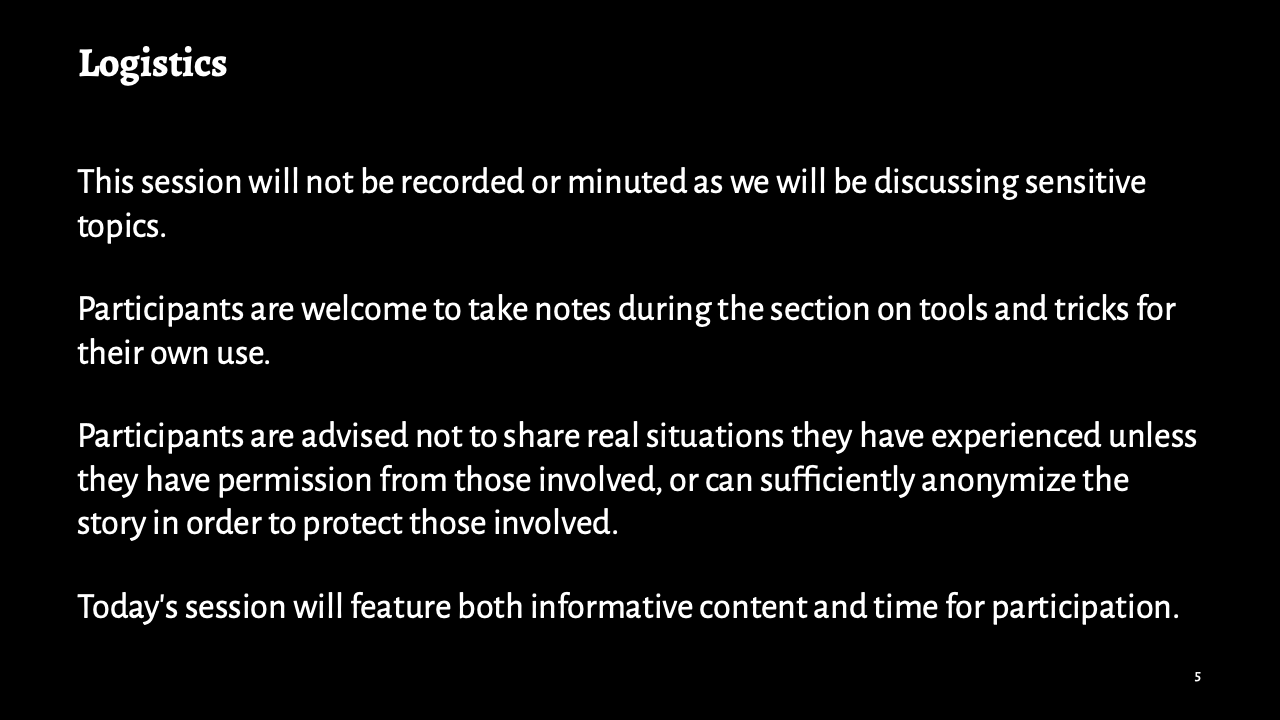 Logistics
This session will not be recorded or minuted as we will be discussing sensitive
topics.
Participants are welcome to take notes during the section on tools and tricks for
their own use.
Participants are advised not to share real situations they have experienced unless
they have permission from those involved, or can sufficiently anonymize the
story in order to protect those involved.
Today's session will feature both informative content and time for participation.
5